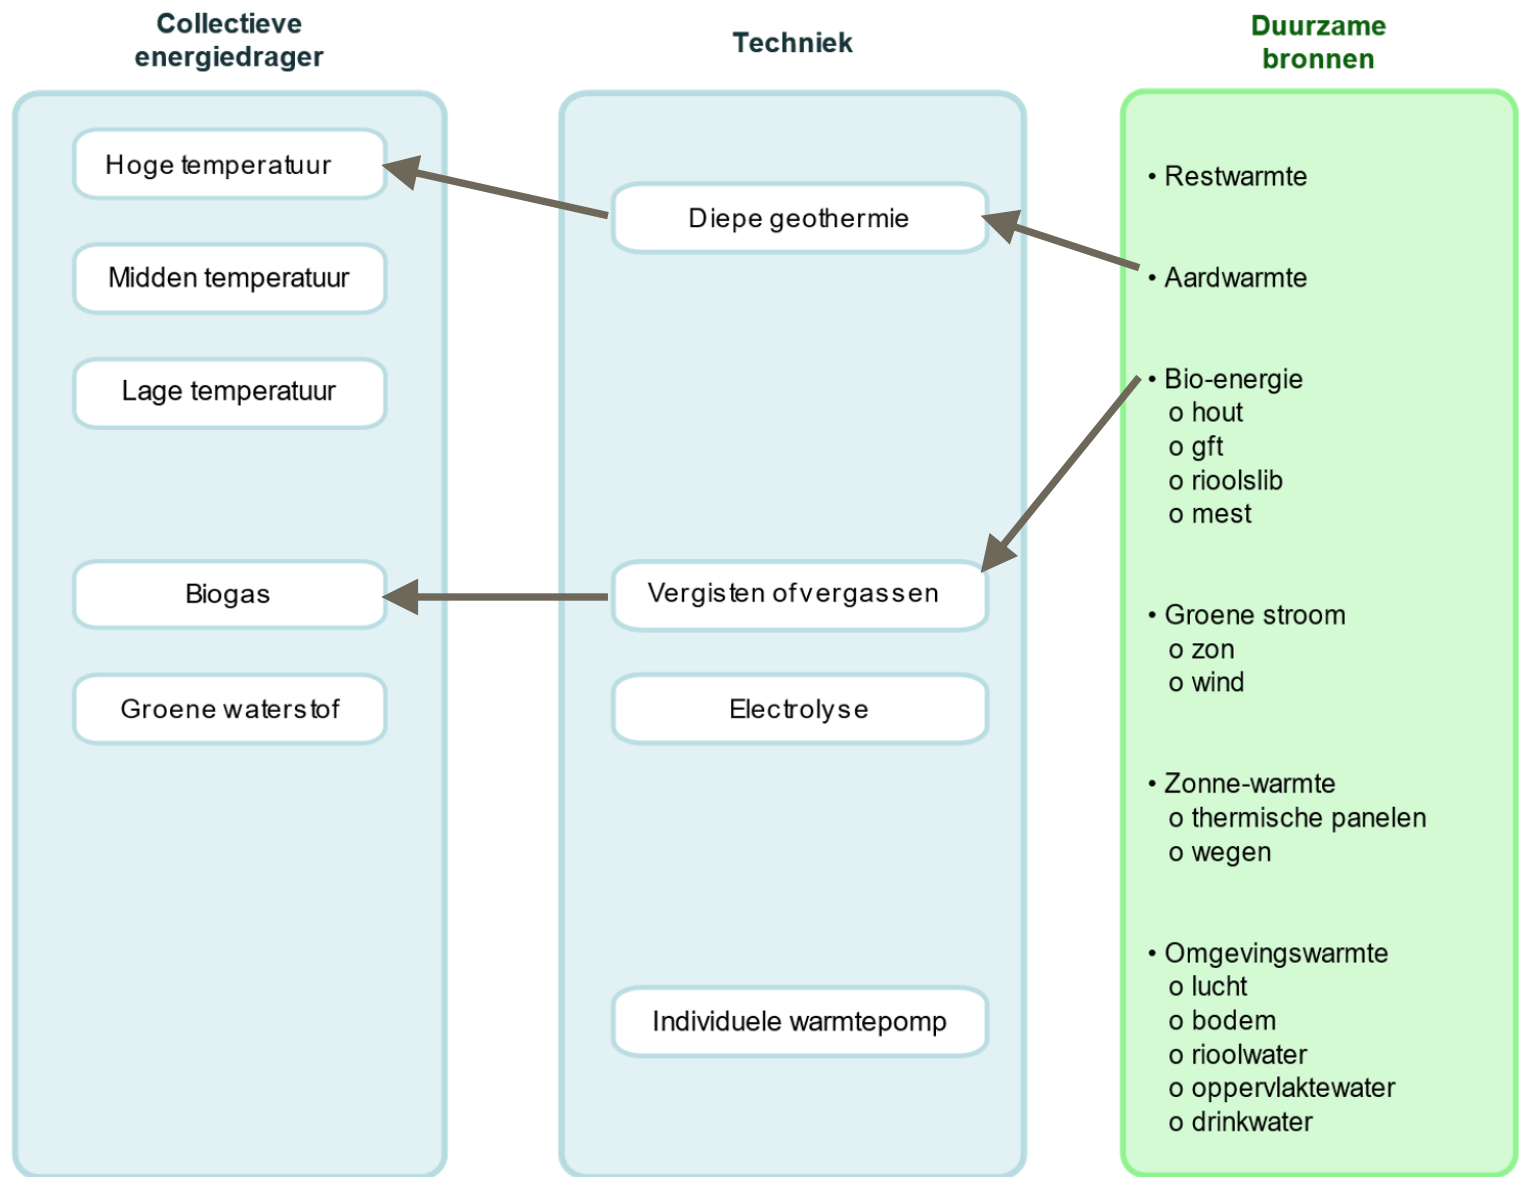 Collectieve
energiedrager
Hoge temperatuur
Midden temperatuur
Lage temperatuur
Biogas
Groene waterstof
Techniek
Diepe geothermie
Vergisten of vergassen
Electrolyse
Individuele warmtepomp
Duurzame
bronnen
• Restwarmte
• Aardwarmte
• Bio-energie
o hout
o gft
o rioolslib
o mest
• Groene stroom
o zon
o wind
• Zonne-warmte
o thermische panelen
o wegen
• Omgevingswarmte
o lucht
o bodem
o rioolwater
o oppervlaktewater
o drinkwater